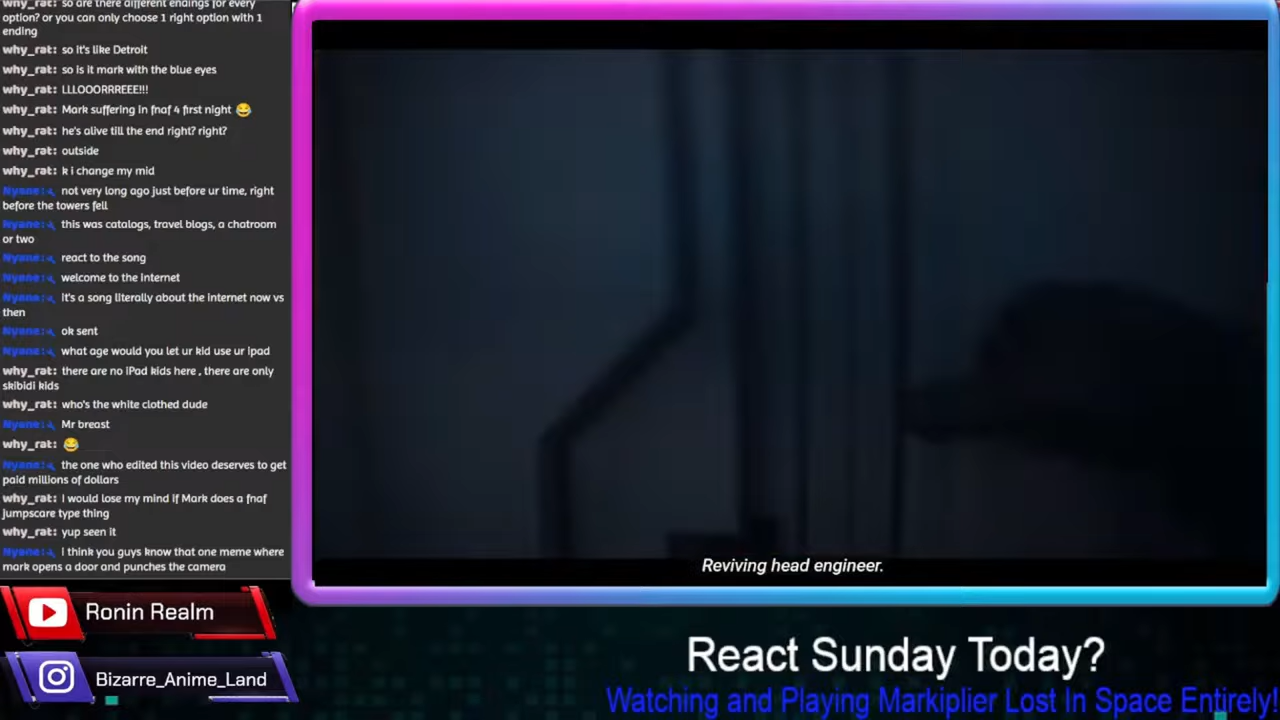 why_rat: so are there different endings for every
option? or you can only choose 1 right option with 1
ending
why_rat: so it's like Detroit
why_rat: so is it mark with the blue eyes
why_rat: LLLOOORRREEE!!!
why_rat: Mark suffering in fnaf 4 first night 😂
why_rat: he's alive till the end right? right?
why_rat: outside
why_rat: k i change my mid
Nyane: not very long ago just before ur time, right
before the towers fell
Nyane: this was catalogs, travel blogs, a chatroom
or two
Nyane: react to the song
Nyane: welcome to the internet
Nyane: it's a song literally about the internet now vs
then
Nyane: ok sent
Nyane: what age would you let ur kid use ur ipad
why_rat: there are no iPad kids here , there are only
skibidi kids
why_rat: who's the white clothed dude
Nyane: Mr breast
why_rat: 😂
Nyane: the one who edited this video deserves to get
paid millions of dollars
why_rat: I would lose my mind if Mark does a fnaf
jumpscare type thing
why_rat: yup seen it
Nyane: i think you guys know that one meme where
mark opens a door and punches the camera
Reviving head engineer.
Ronin Realm
Bizarre_Anime_Land
React Sunday Today?
Watching and Playing Markiplier Lost In Space Entirely!